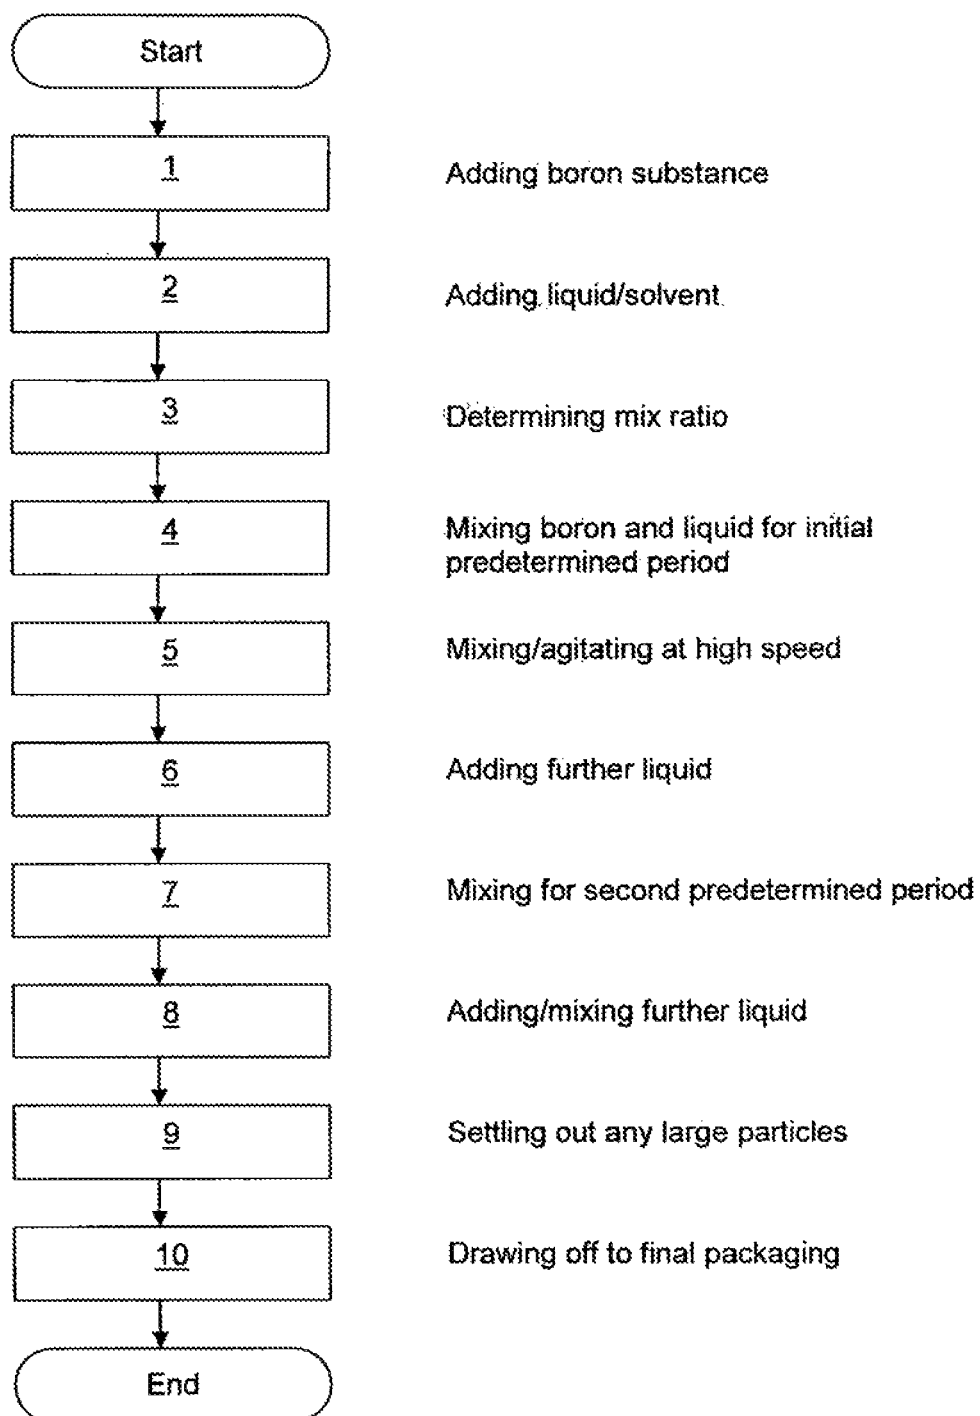 Start
1
Adding boron substance
2
Adding liquid/solvent
3
Determining mix ratio
4
Mixing boron and liquid for initial
predetermined period
5
Mixing/agitating at high speed
6
Adding further liquid
7
Mixing for second predetermined period
8
Adding/mixing further liquid
9
Settling out any large particles
10
Drawing off to final packaging
End